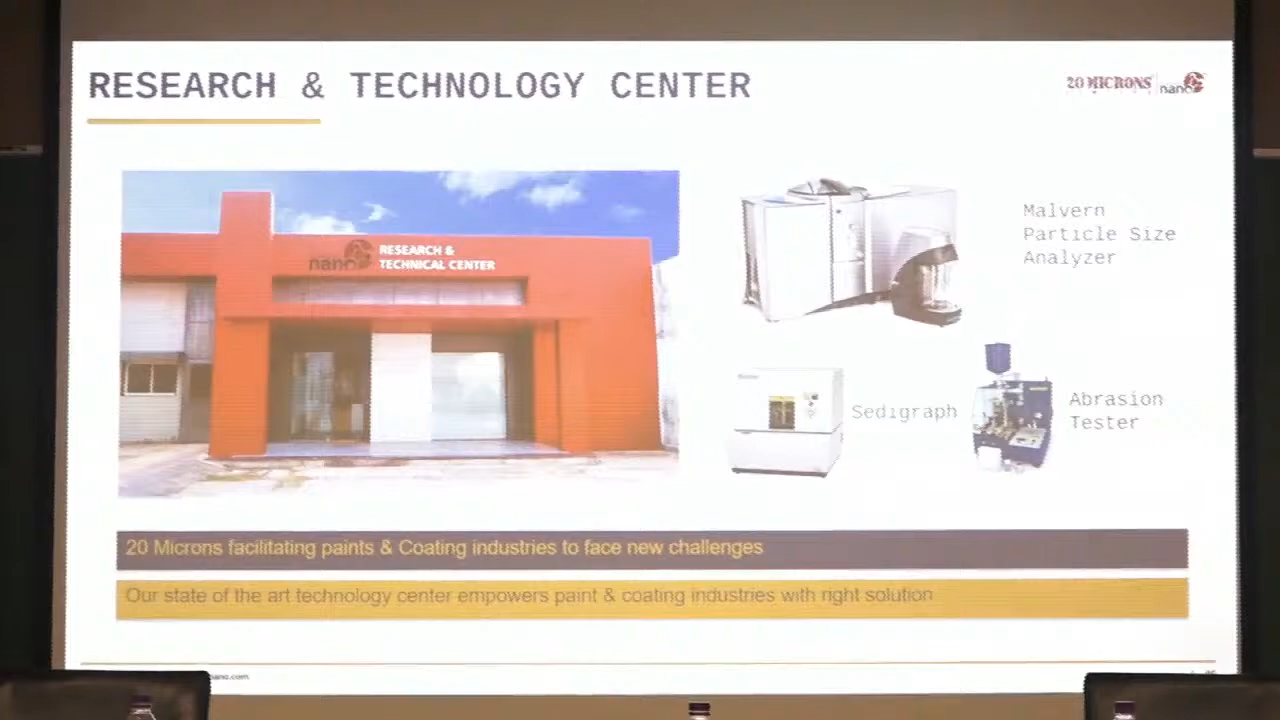 RESEARCH & TECHNOLOGY CENTER
20 MICRONS nano
nano RESEARCH &
TECHNICAL CENTER
Malvern
Particle Size
Analyzer
Sedigraph
Abrasion
Tester
20 Microns facilitating paints & Coating industries to face new challenges
Our state of the art technology center empowers paint & coating industries with right solution